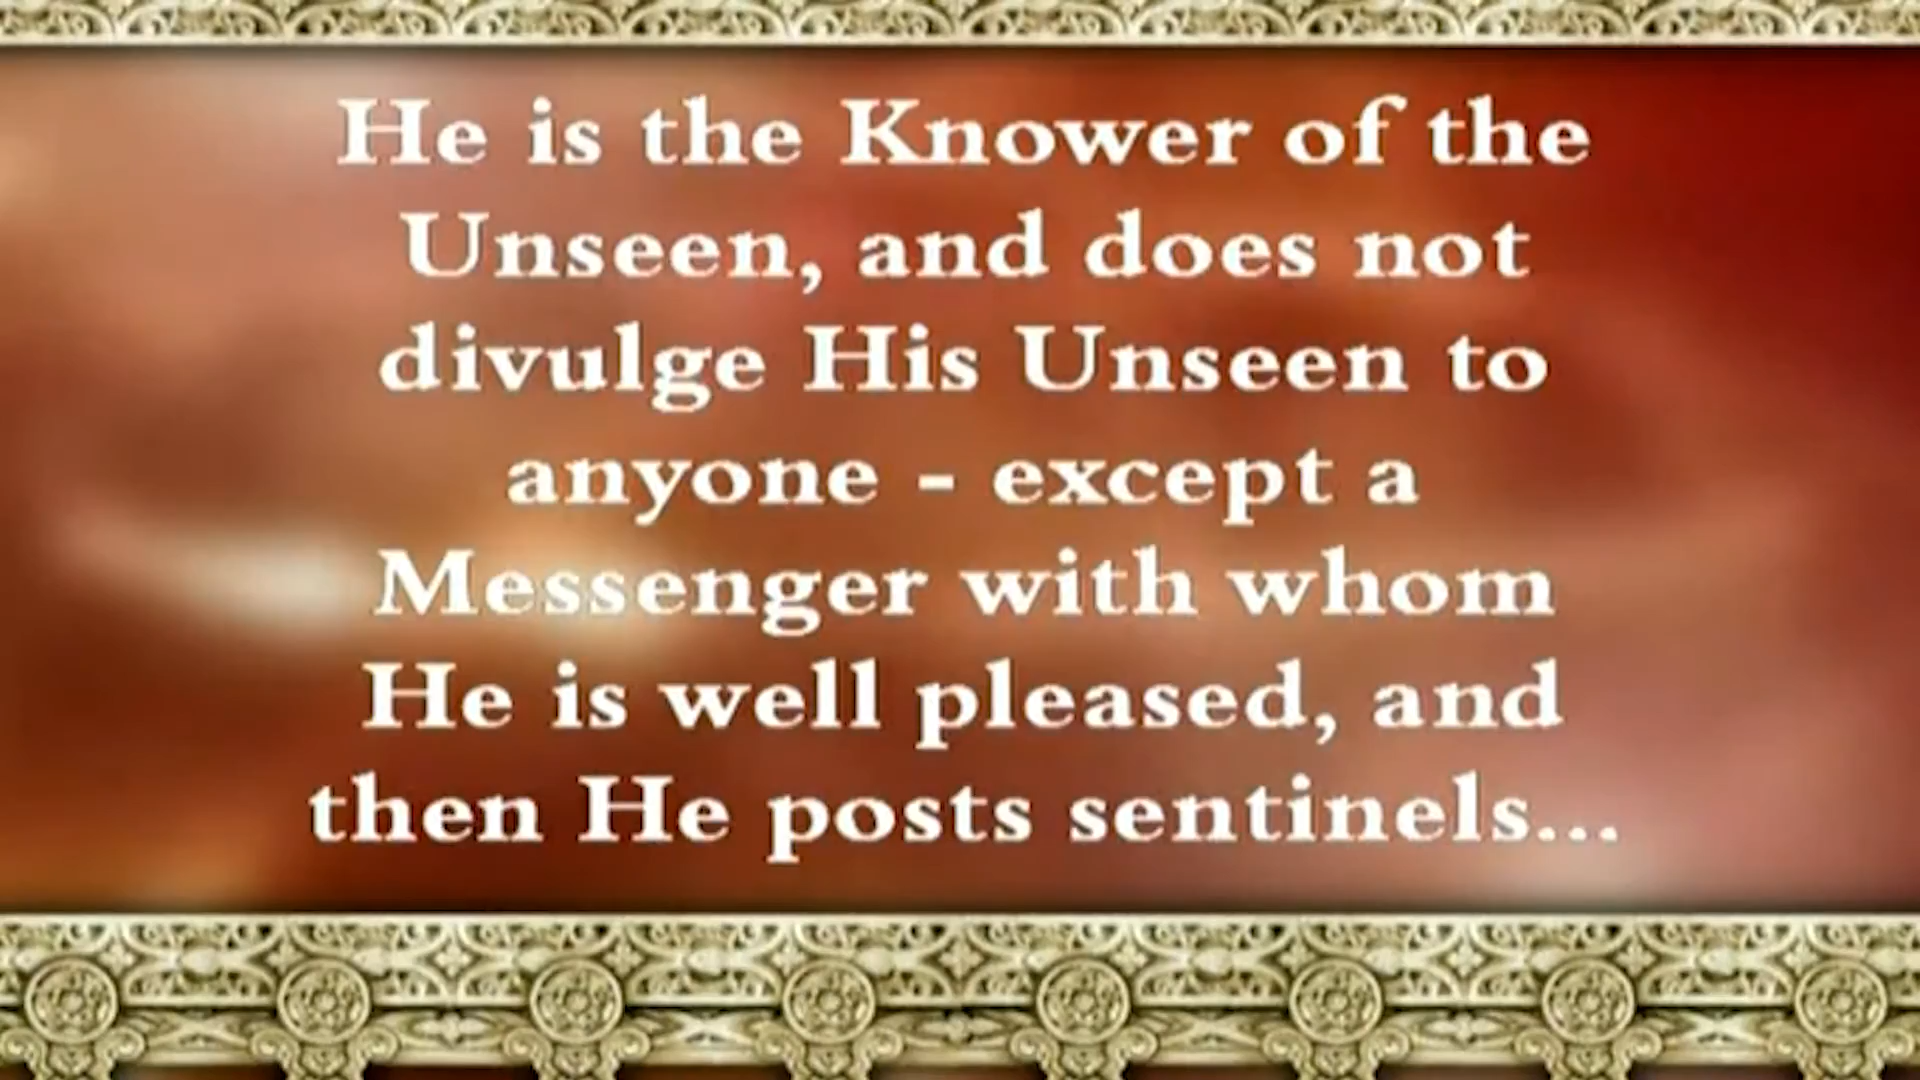 He is the Knower of the
Unseen, and does not
divulge His Unseen to
anyone - except a
Messenger with whom
He is well pleased, and
then He posts sentinels...